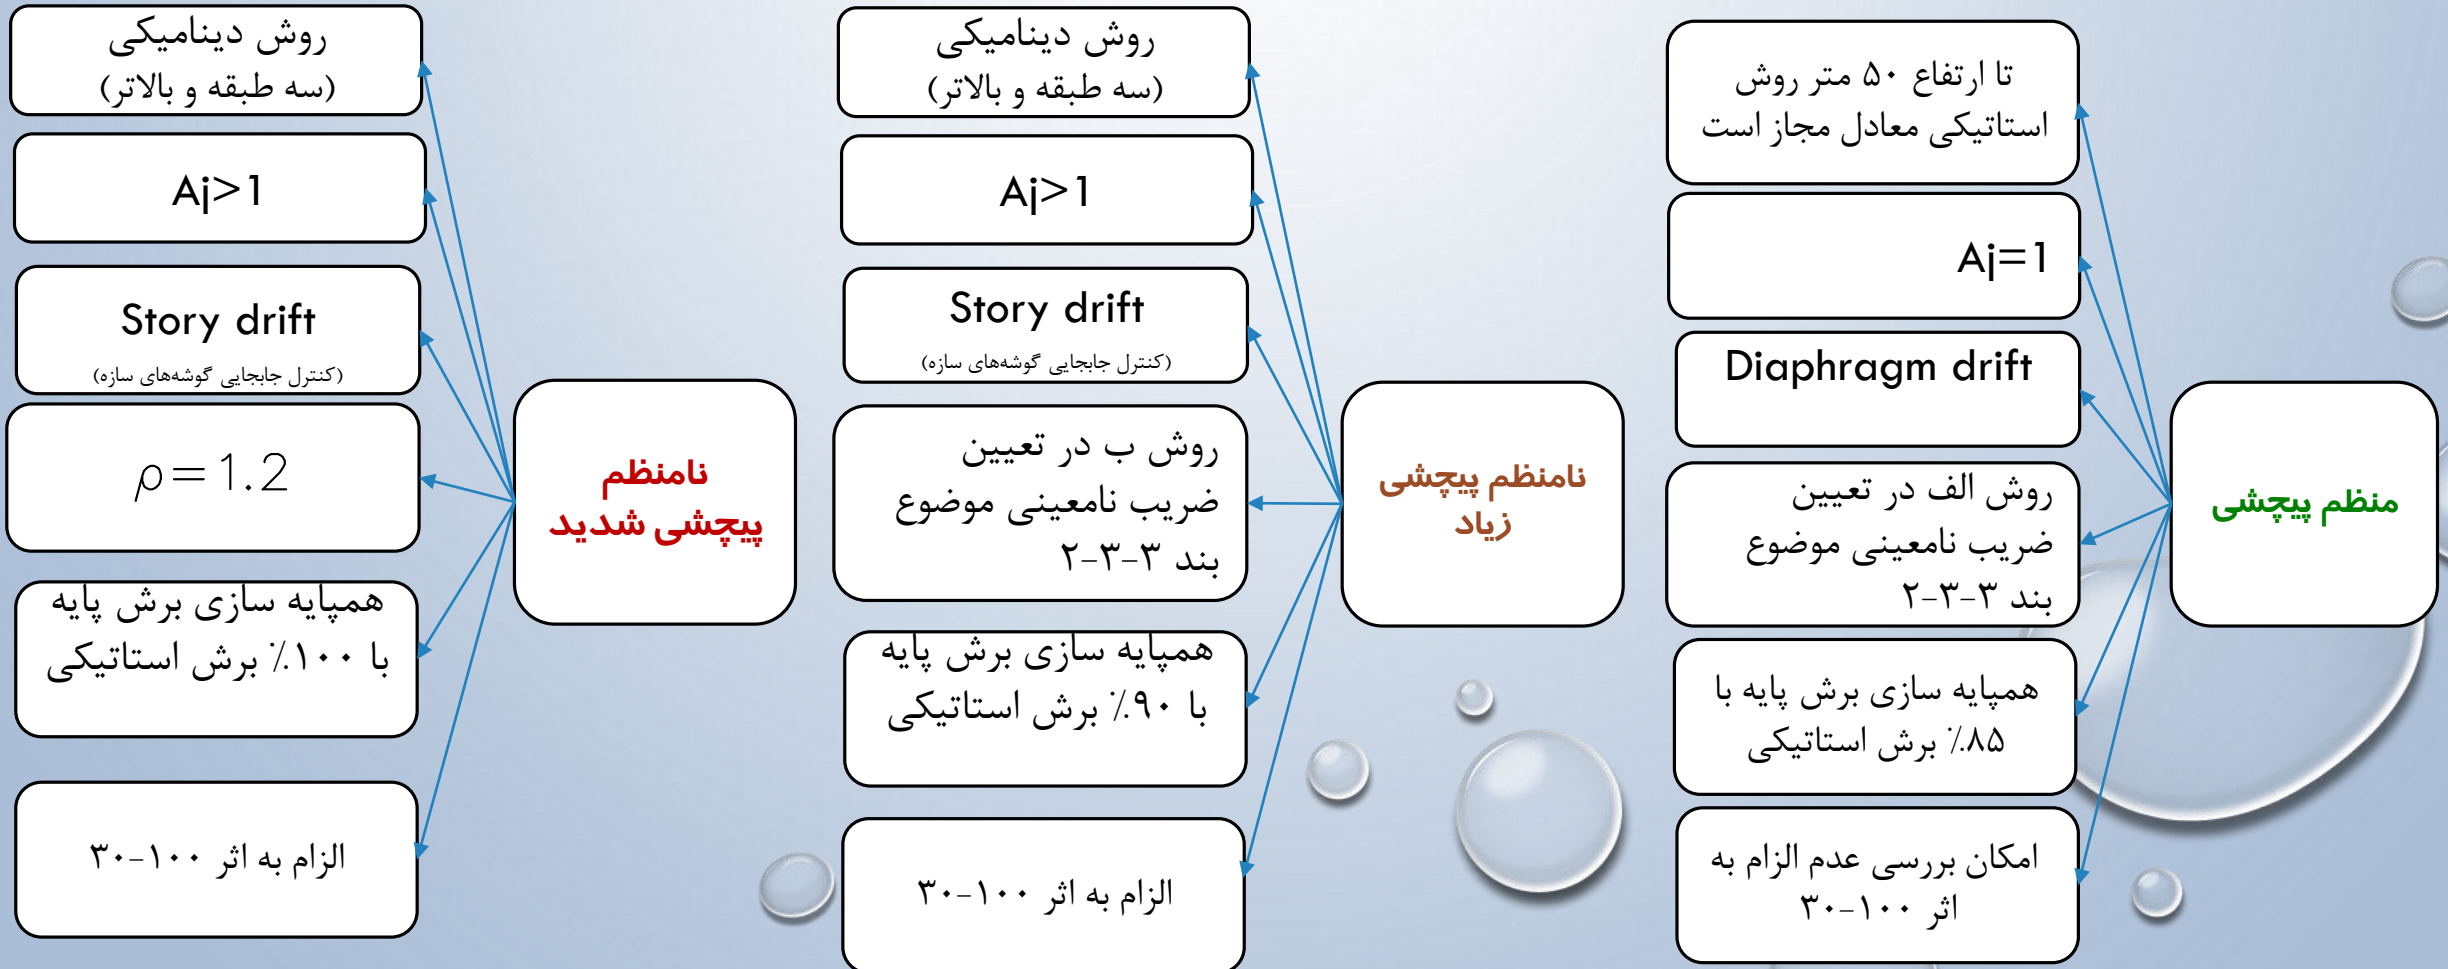 منظم پیچشی
تا ارتفاع ۵۰ متر روش
استاتیکی معادل مجاز است
Aj=1
Diaphragm drift
روش الف در تعیین
ضریب نامعینی موضوع
بند ۳-۳-۲
همپایه سازی برش پایه با
۸۵٪ برش استاتیکی
امکان بررسی عدم الزام به
اثر ۱۰۰-۳۰
نامنظم پیچشی
زیاد
روش دینامیکی
(سه طبقه و بالاتر)
Aj>1
Story drift
(کنترل جابجایی گوشه‌های سازه)
روش ب در تعیین
ضریب نامعینی موضوع
بند ۳-۳-۲
همپایه سازی برش پایه
با ۹۰٪ برش استاتیکی
الزام به اثر ۱۰۰-۳۰
نامنظم
پیچشی شدید
روش دینامیکی
(سه طبقه و بالاتر)
Aj>1
Story drift
(کنترل جابجایی گوشه‌های سازه)
ρ=1.2
همپایه سازی برش پایه
با ۱۰۰٪ برش استاتیکی
الزام به اثر ۱۰۰-۳۰